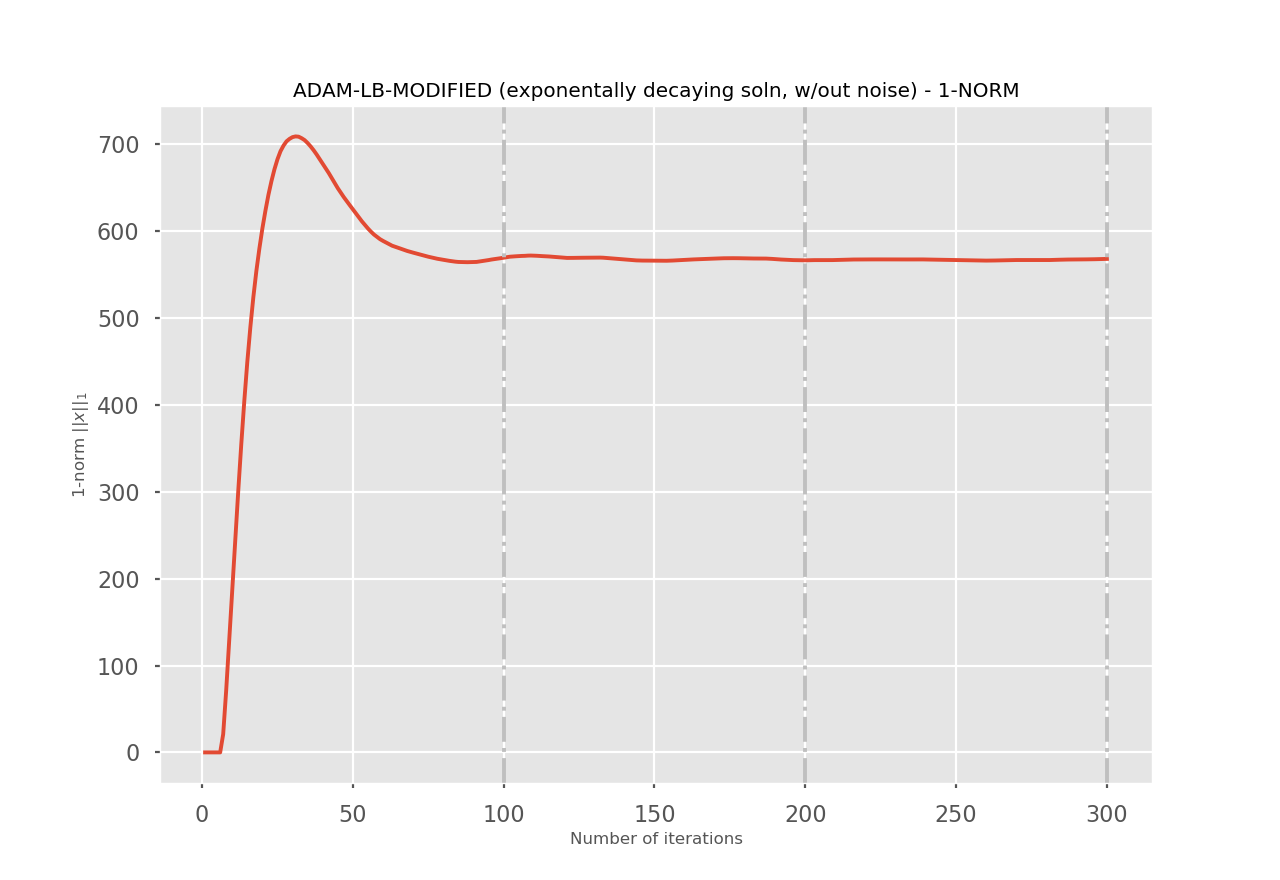 ADAM-LB-MODIFIED (exponentially decaying soln, w/out noise) - 1-NORM
700
600
500
400
300
200
100
0
1-norm ||x||₁
0 50 100 150 200 250 300
Number of iterations